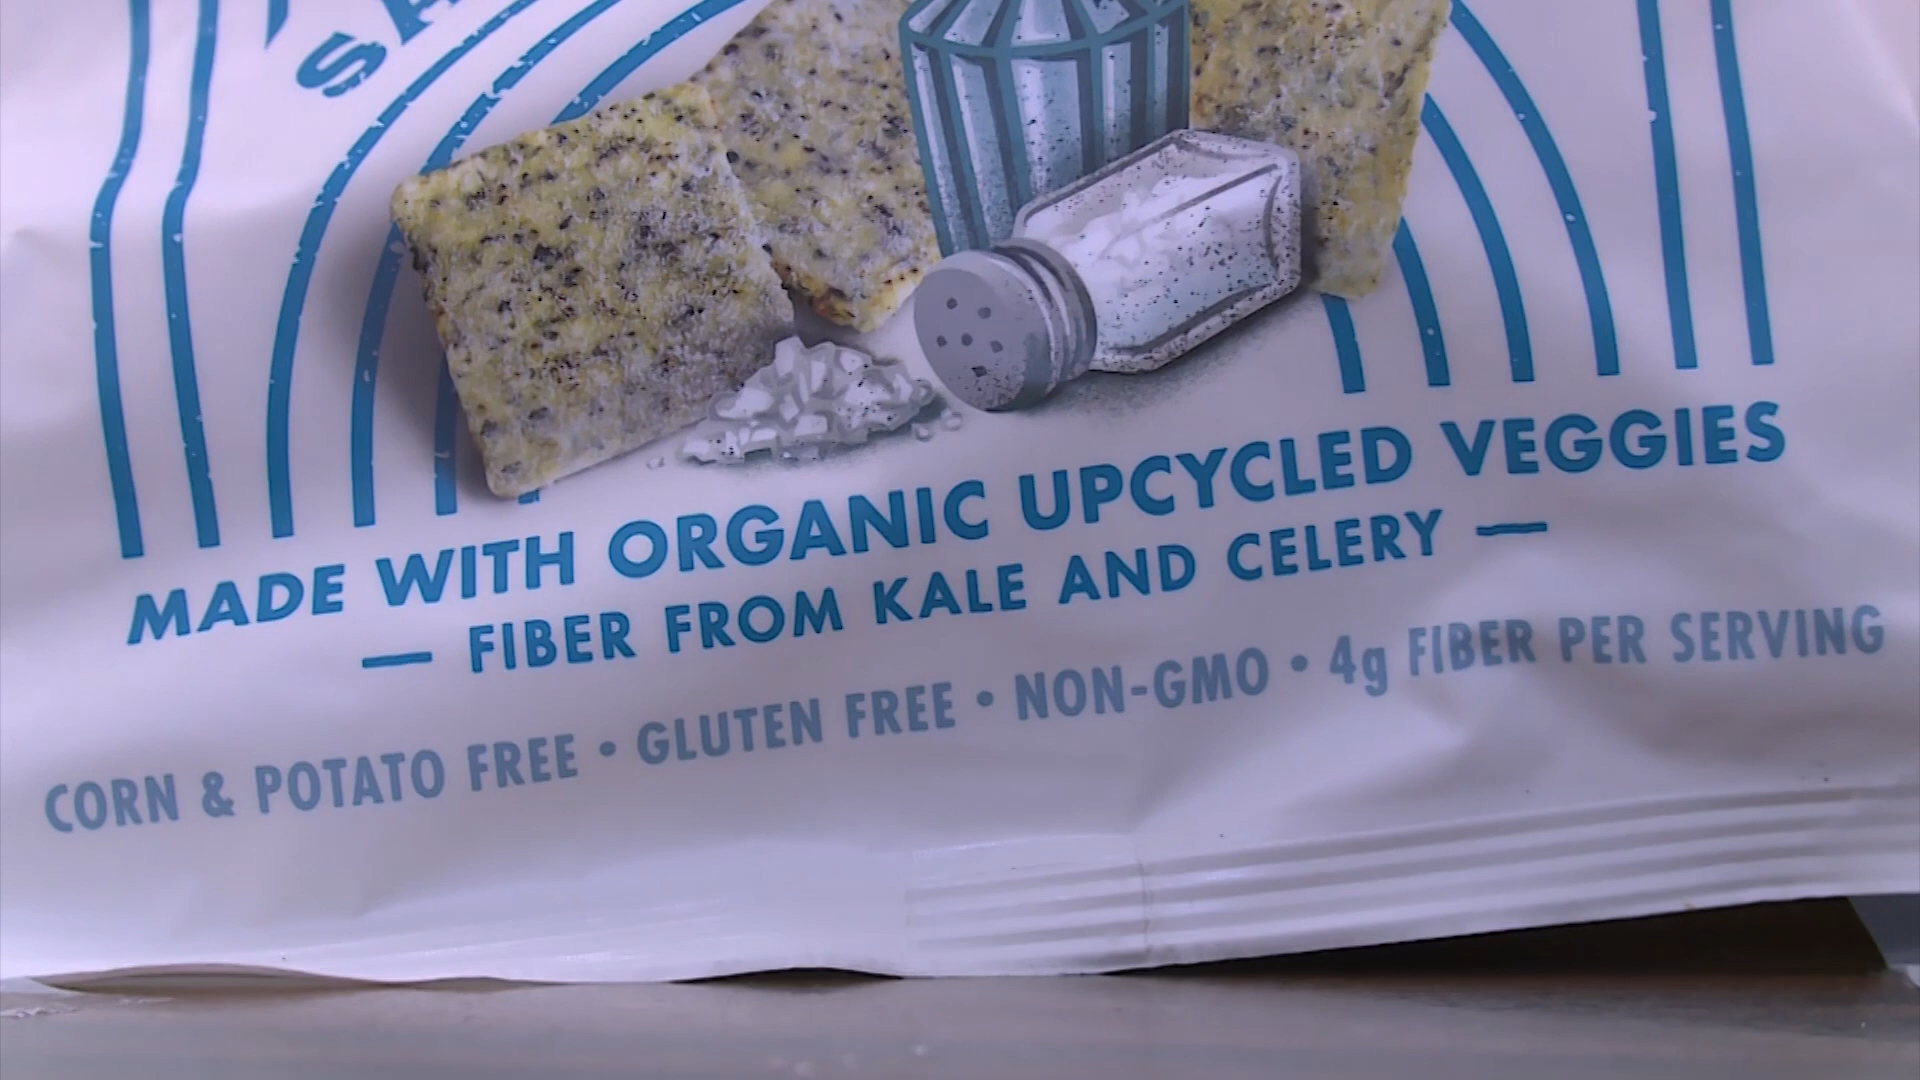 MADE WITH ORGANIC UPCYCLED VEGGIES
— FIBER FROM KALE AND CELERY —
CORN & POTATO FREE • GLUTEN FREE • NON-GMO • 4g FIBER PER SERVING